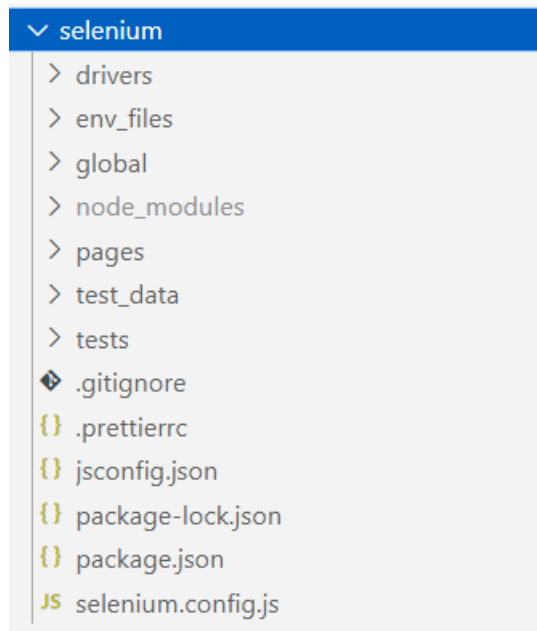 selenium
drivers
env_files
global
node_modules
pages
test_data
tests
.gitignore
.prettierrc
{} jsconfig.json
{} package-lock.json
{} package.json
JS selenium.config.js